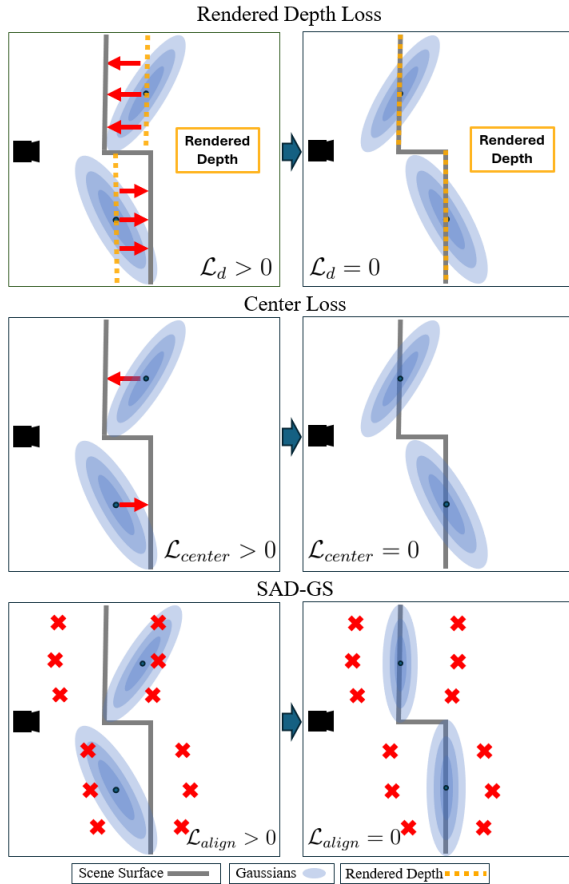 Rendered Depth Loss
Rendered
Depth
Rendered
Depth
ℒ_d > 0
ℒ_d = 0
Center Loss
ℒ_center > 0
ℒ_center = 0
SAD-GS
ℒ_align > 0
ℒ_align = 0
Scene Surface
Gaussians
Rendered Depth